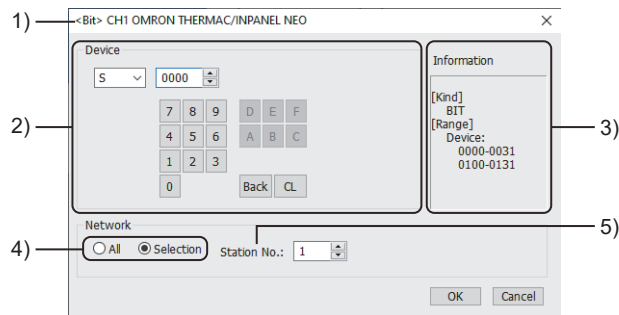 1)
<Bit> CH1 OMRON THERMAC/INPANEL NEO
Device
S 0000
7 8 9 D E F
4 5 6 A B C
1 2 3
0 Back CL
2)
Information
[Kind]
BIT
[Range]
Device:
0000-0031
0100-0131
3)
Network
4)
All Selection Station No.: 1
5)
OK Cancel